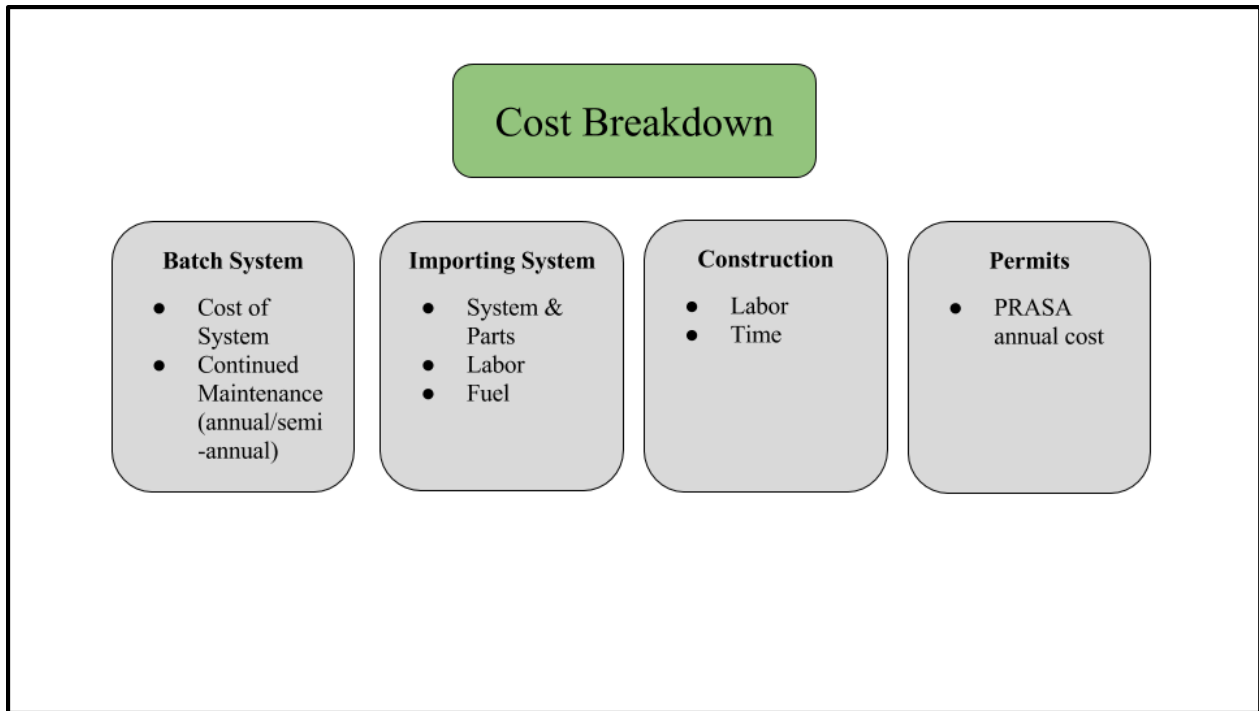 Cost Breakdown
Batch System
● Cost of
System
● Continued
Maintenance
(annual/semi
-annual)
Importing System
● System &
Parts
● Labor
● Fuel
Construction
● Labor
● Time
Permits
● PRASA
annual cost